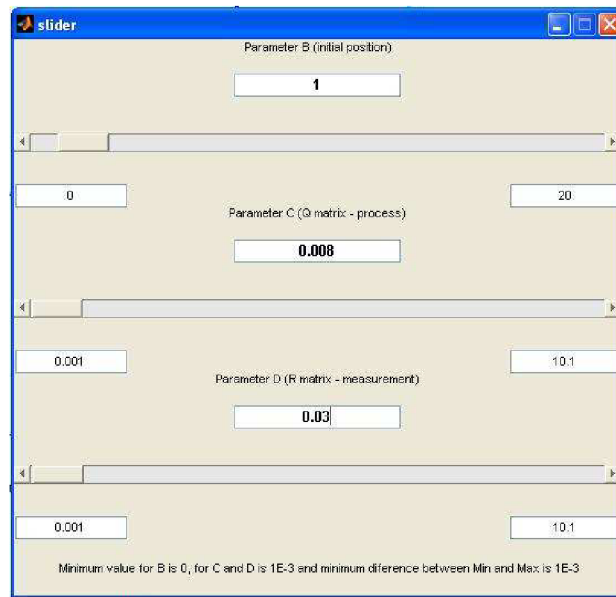 slider
Parameter B (initial position)
1
0 20
Parameter C (Q matrix - process)
0.008
0.001 10.1
Parameter D (R matrix - measurement)
0.03
0.001 10.1
Minimum value for B is 0, for C and D is 1E-3 and minimum diference between Min and Max is 1E-3